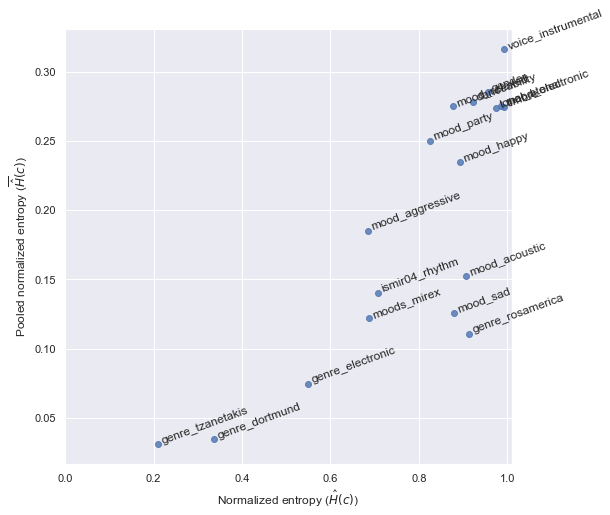 voice_instrumental
0.30
gender
mood_party
0.25
mood_happy
0.20
mood_aggressive
mood_acoustic
0.15
ismir04_rhythm
mood_sad
moods_mirex
genre_rosamerica
0.10
genre_electronic
0.05
genre_tzanetakis
genre_dortmund
0.0 0.2 0.4 0.6 0.8 1.0
Normalized entropy (Ĥ(c))
Pooled normalized entropy (Ĥ̅(c))